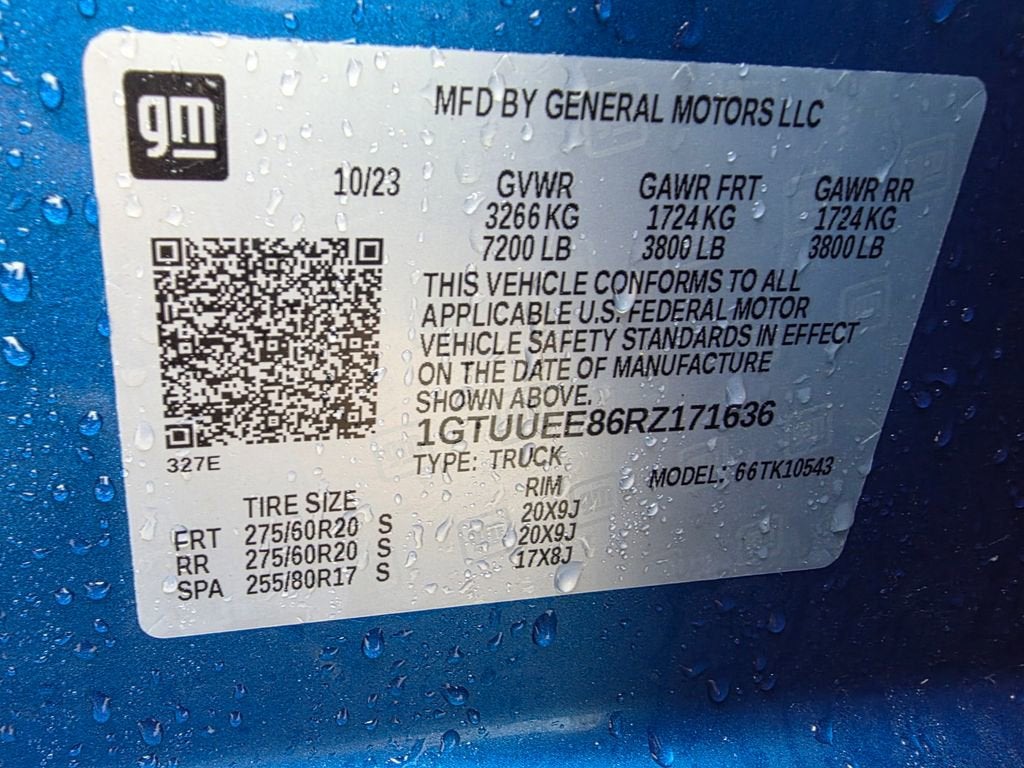 gm
MFD BY GENERAL MOTORS LLC
10/23 GVWR GAWR FRT GAWR RR
3266 KG 1724 KG 1724 KG
7200 LB 3800 LB 3800 LB
THIS VEHICLE CONFORMS TO ALL
APPLICABLE U.S. FEDERAL MOTOR
VEHICLE SAFETY STANDARDS IN EFFECT
ON THE DATE OF MANUFACTURE
SHOWN ABOVE.
1GTUUEE86RZ171636
327E
TYPE: TRUCK MODEL: 66TK10543
TIRE SIZE RIM
FRT 275/60R20 S 20X9J
RR 275/60R20 S 20X9J
SPA 255/80R17 S 17X8J